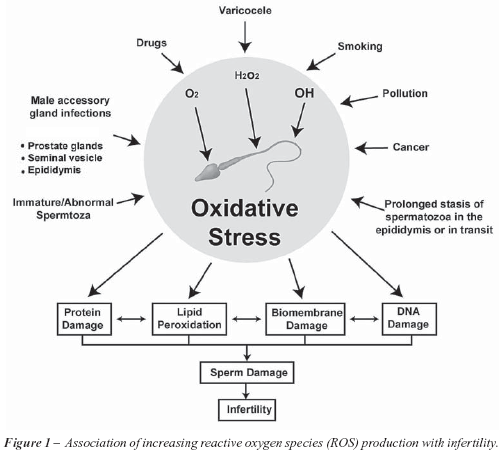 Varicocele
Drugs
Smoking
H2O2
O2
OH
Pollution
Male accessory
gland infections
• Prostate glands
• Seminal vesicle
• Epididymis
Cancer
Immature/Abnormal
Spermtoza
Prolonged stasis of
spermatozoa in the
epididymis or in transit
Oxidative
Stress
Protein
Damage
Lipid
Peroxidation
Biomembrane
Damage
DNA
Damage
Sperm Damage
Infertility
Figure 1 – Association of increasing reactive oxygen species (ROS) production with infertility.